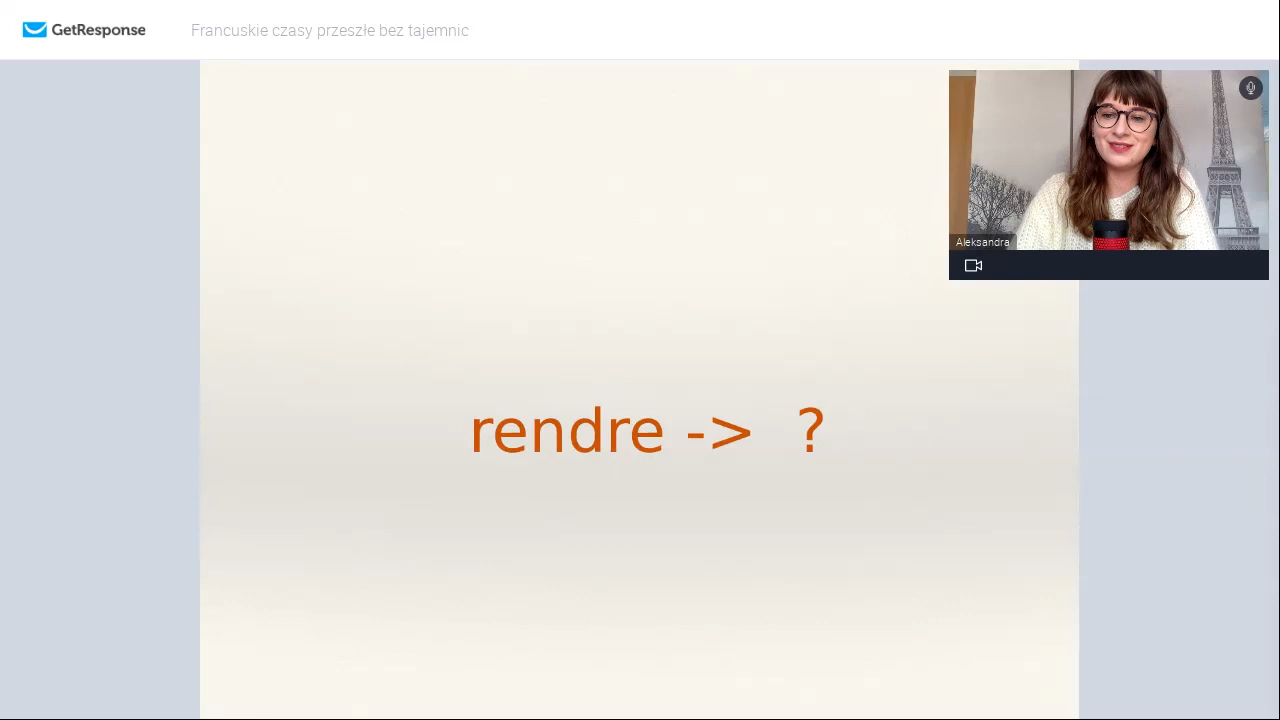 GetResponse
Francuskie czasy przeszłe bez tajemnic
Aleksandra
rendre -> ?